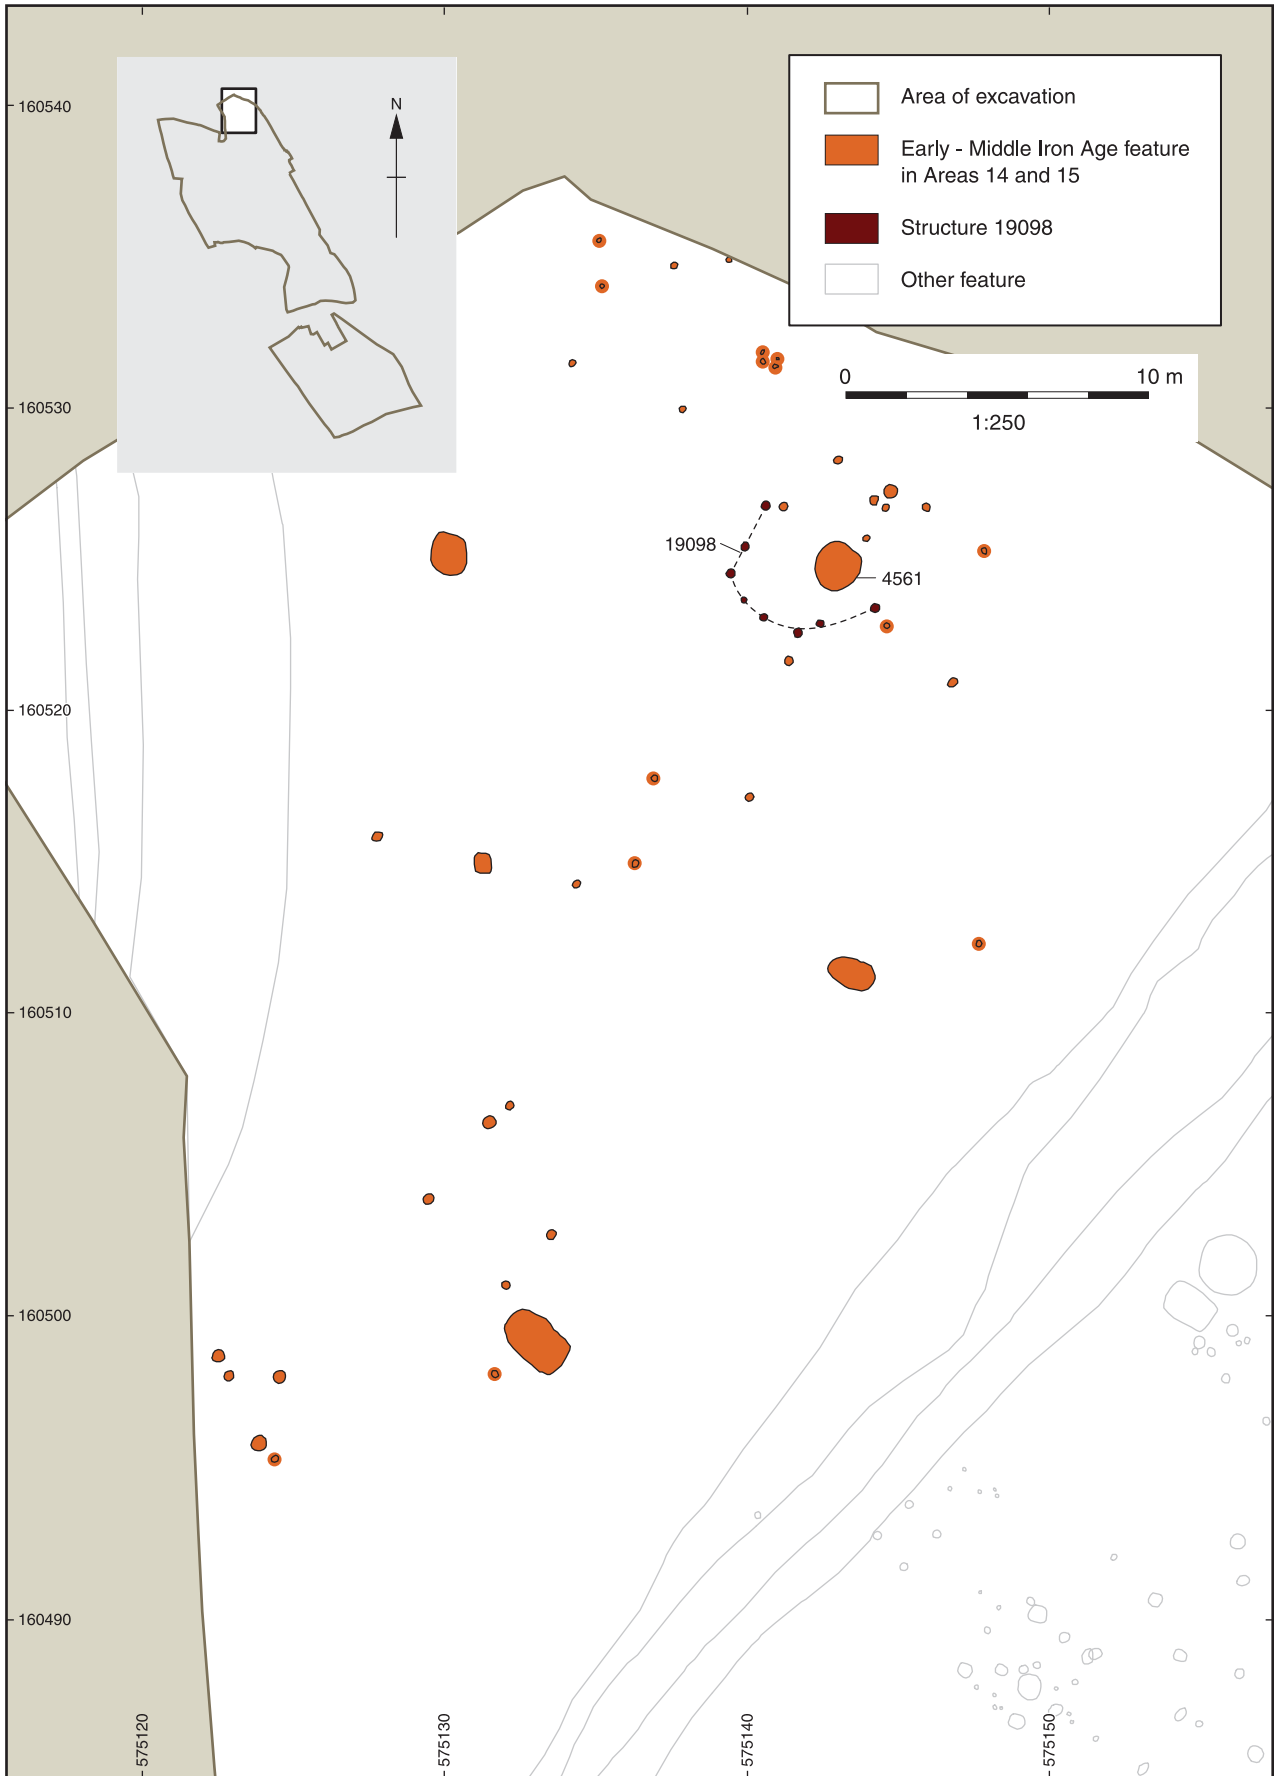 N
Area of excavation
Early - Middle Iron Age feature
in Areas 14 and 15
Structure 19098
Other feature
0 10 m
1:250
160540
160530
160520
160510
160500
160490
19098
4561
575120
575130
575140
575150